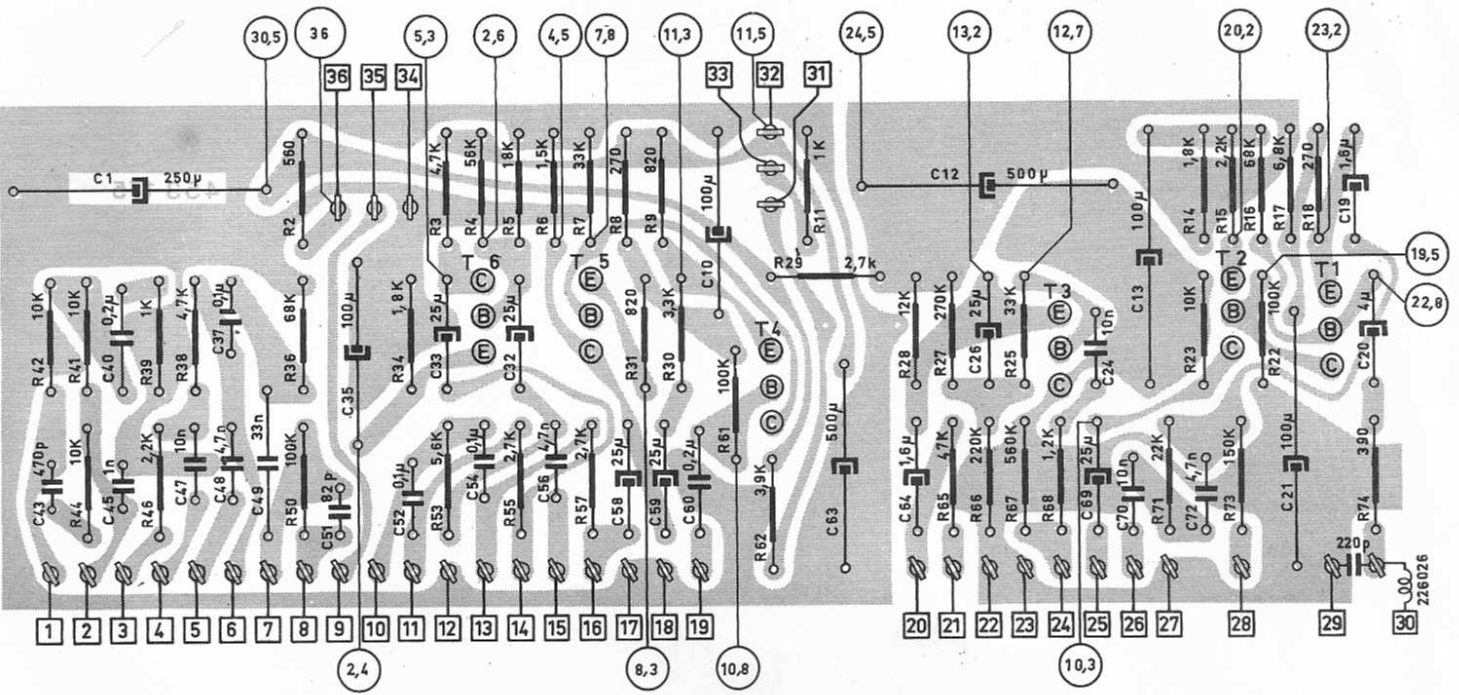 30,5
36
5,3
2,6
4,5
7,8
11,3
11,5
24,5
13,2
12,7
20,2
23,2
36
35
34
33
32
31
C1
250µ
R2
560
R3
4,7K
R4
56K
R5
18K
R6
1,5K
R7
33K
R8
270
R9
820
C10
100µ
R11
1K
C12
500µ
C13
100µ
R14
1,8K
R15
2,2K
R16
68K
R17
6,8K
R18
270
C19
1,6µ
19,5
22,8
R42
10K
R41
10K
C40
0,2µ
R39
1K
R38
4,7K
C37
0,1µ
R36
68K
C35
100µ
R34
1,8K
C33
25µ
T6
C
B
E
C32
25µ
T5
E
B
C
R31
820
R30
3,3K
R29
2,7k
T4
E
B
C
R28
12K
R27
270K
C26
25µ
R25
33K
T3
E
B
C
C24
10n
R23
10K
T2
E
B
C
R22
100K
T1
E
B
C
C20
4µ
C21
100µ
C43
470p
R44
10K
C45
1n
R46
2,2K
C47
10n
C48
4,7n
C49
33n
R50
100K
C51
82p
C52
0,1µ
R53
5,6K
C54
0,1µ
R55
2,7K
C56
4,7n
R57
2,7K
C58
25µ
C59
25µ
C60
0,2µ
R61
100K
R62
3,9K
C63
500µ
C64
1,6µ
R65
47K
R66
220K
R67
560K
R68
1,2K
C69
25µ
C70
10n
R71
22K
C72
4,7n
R73
150K
R74
390
220p
226026
1
2
3
4
5
6
7
8
9
10
11
12
13
14
15
16
17
18
19
20
21
22
23
24
25
26
27
28
29
30
2,4
8,3
10,8
10,3